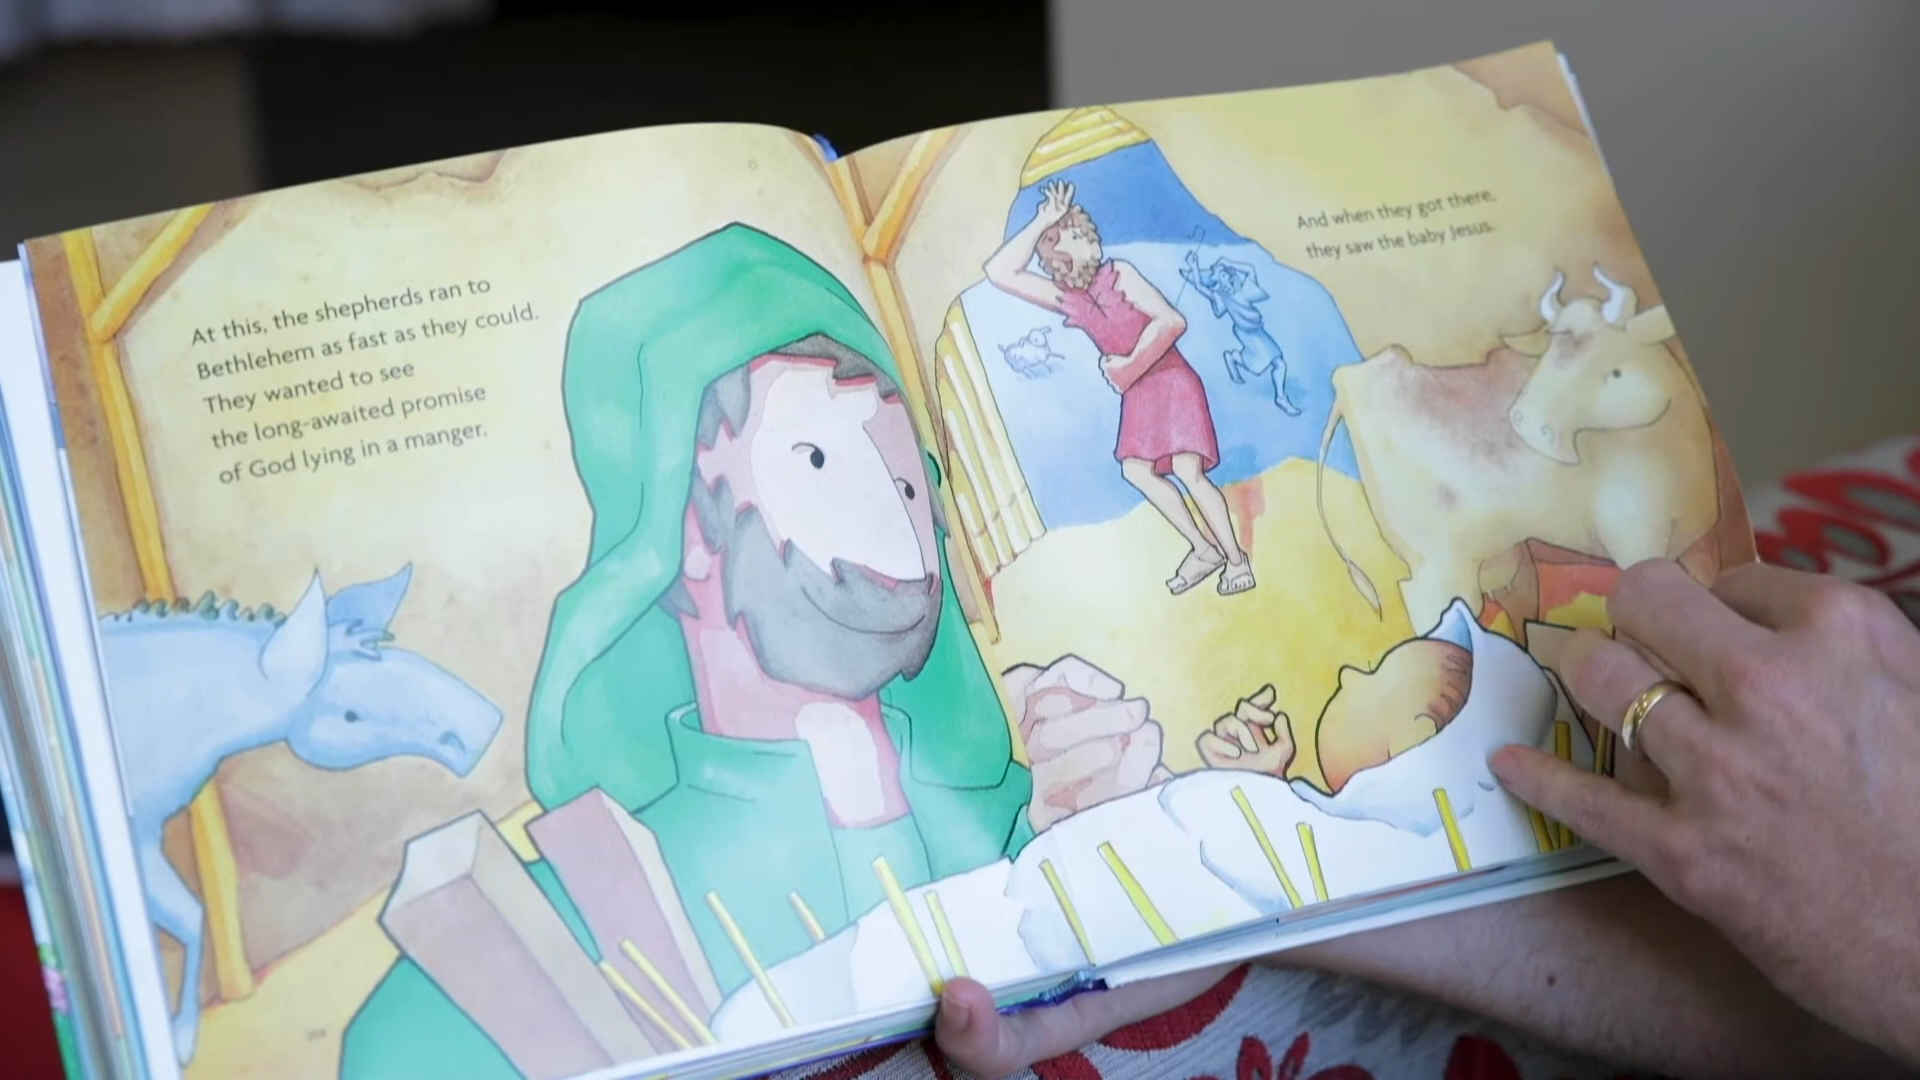 At this, the shepherds ran to
Bethlehem as fast as they could.
They wanted to see
the long-awaited promise
of God lying in a manger.
And when they got there,
they saw the baby Jesus.